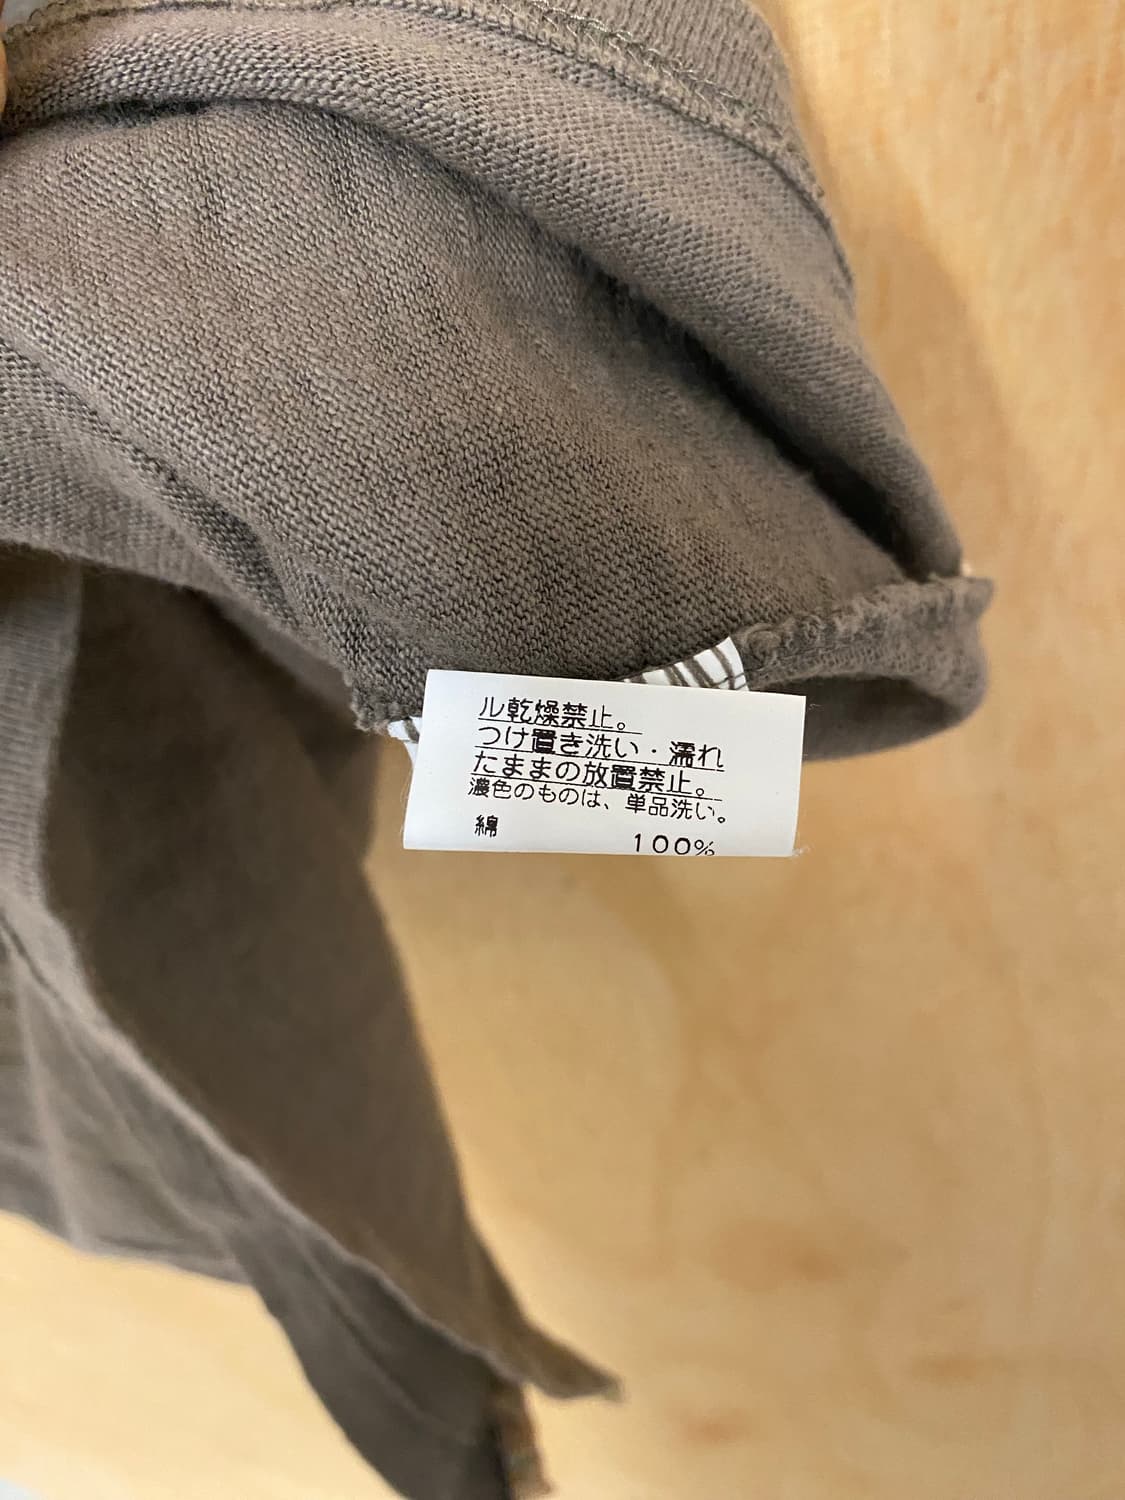 ル乾燥禁止。
つけ置き洗い・濡れ
たままの放置禁止。
濃色のものは、単品洗い。
綿 100%